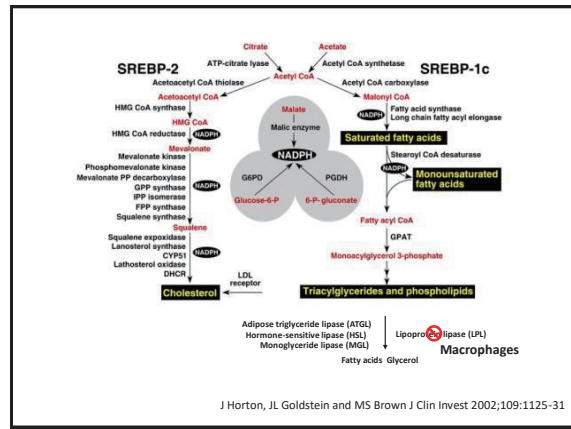 Citrate
Acetate
SREBP-2
ATP-citrate lyase
Acetyl CoA synthetase
SREBP-1c
Acetyl CoA
Acetoacetyl CoA thiolase
Acetyl CoA carboxylase
Acetoacetyl CoA
HMG CoA synthase
HMG CoA
HMG CoA reductase
NADPH
Mevalonate
Mevalonate kinase
Phosphomevalonate kinase
Mevalonate PP decarboxylase
GPP synthase
NADPH
IPP isomerase
FPP synthase
Squalene synthase
Squalene
Squalene expoxidase
Lanosterol synthase
CYP51
NADPH
Lathosterol oxidase
DHCR
Cholesterol
LDL
receptor
Malate
Malic enzyme
NADPH
G6PD
PGDH
Glucose-6-P
6-P- gluconate
Malonyl CoA
NADPH
Fatty acid synthase
Long chain fatty acyl elongase
Saturated fatty acids
Stearoyl CoA desaturase
NADPH
Monounsaturated
fatty acids
Fatty acyl CoA
GPAT
Monoacylglycerol 3-phosphate
Triacylglycerides and phospholipids
Adipose triglyceride lipase (ATGL)
Hormone-sensitive lipase (HSL)
Monoglyceride lipase (MGL)
Lipoprotein lipase (LPL)
Macrophages
Fatty acids Glycerol
J Horton, JL Goldstein and MS Brown J Clin Invest 2002;109:1125-31